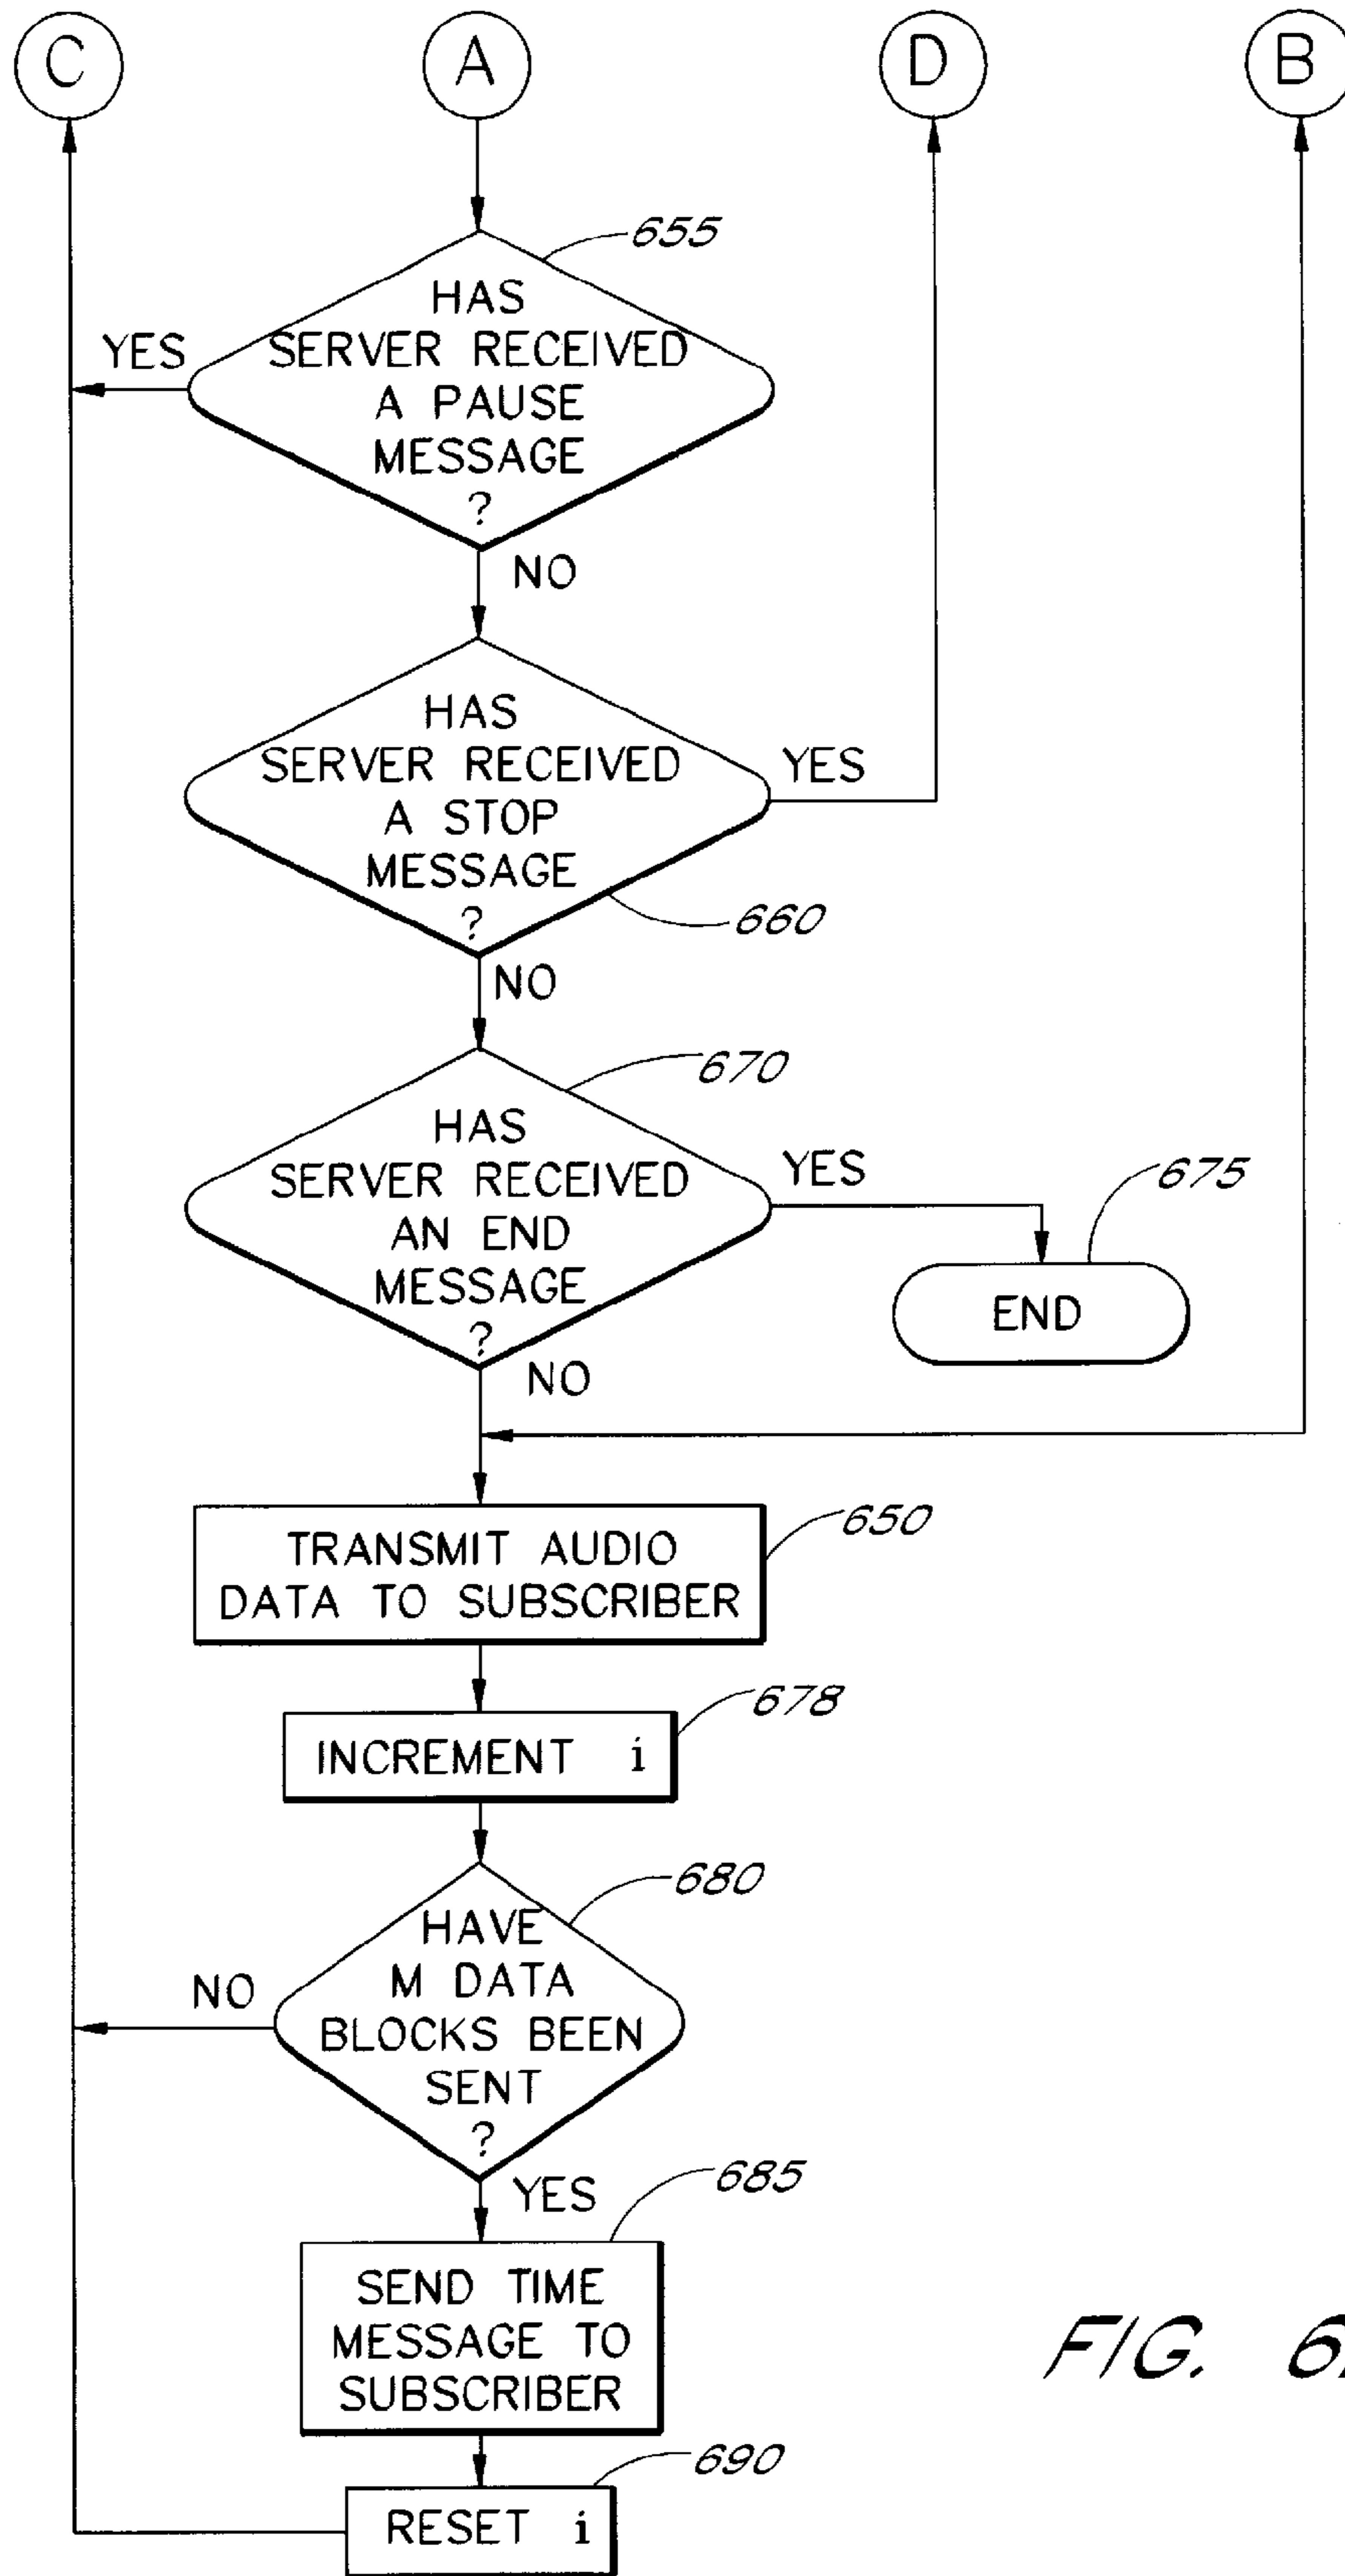 C
A
D
B
655
HAS
SERVER RECEIVED
A PAUSE
MESSAGE
?
YES
NO
HAS
SERVER RECEIVED
A STOP
MESSAGE
?
YES
660
NO
670
HAS
SERVER RECEIVED
AN END
MESSAGE
?
YES
675
END
NO
650
TRANSMIT AUDIO
DATA TO SUBSCRIBER
678
INCREMENT i
680
HAVE
M DATA
BLOCKS BEEN
SENT
?
NO
YES
685
SEND TIME
MESSAGE TO
SUBSCRIBER
690
RESET i
FIG.